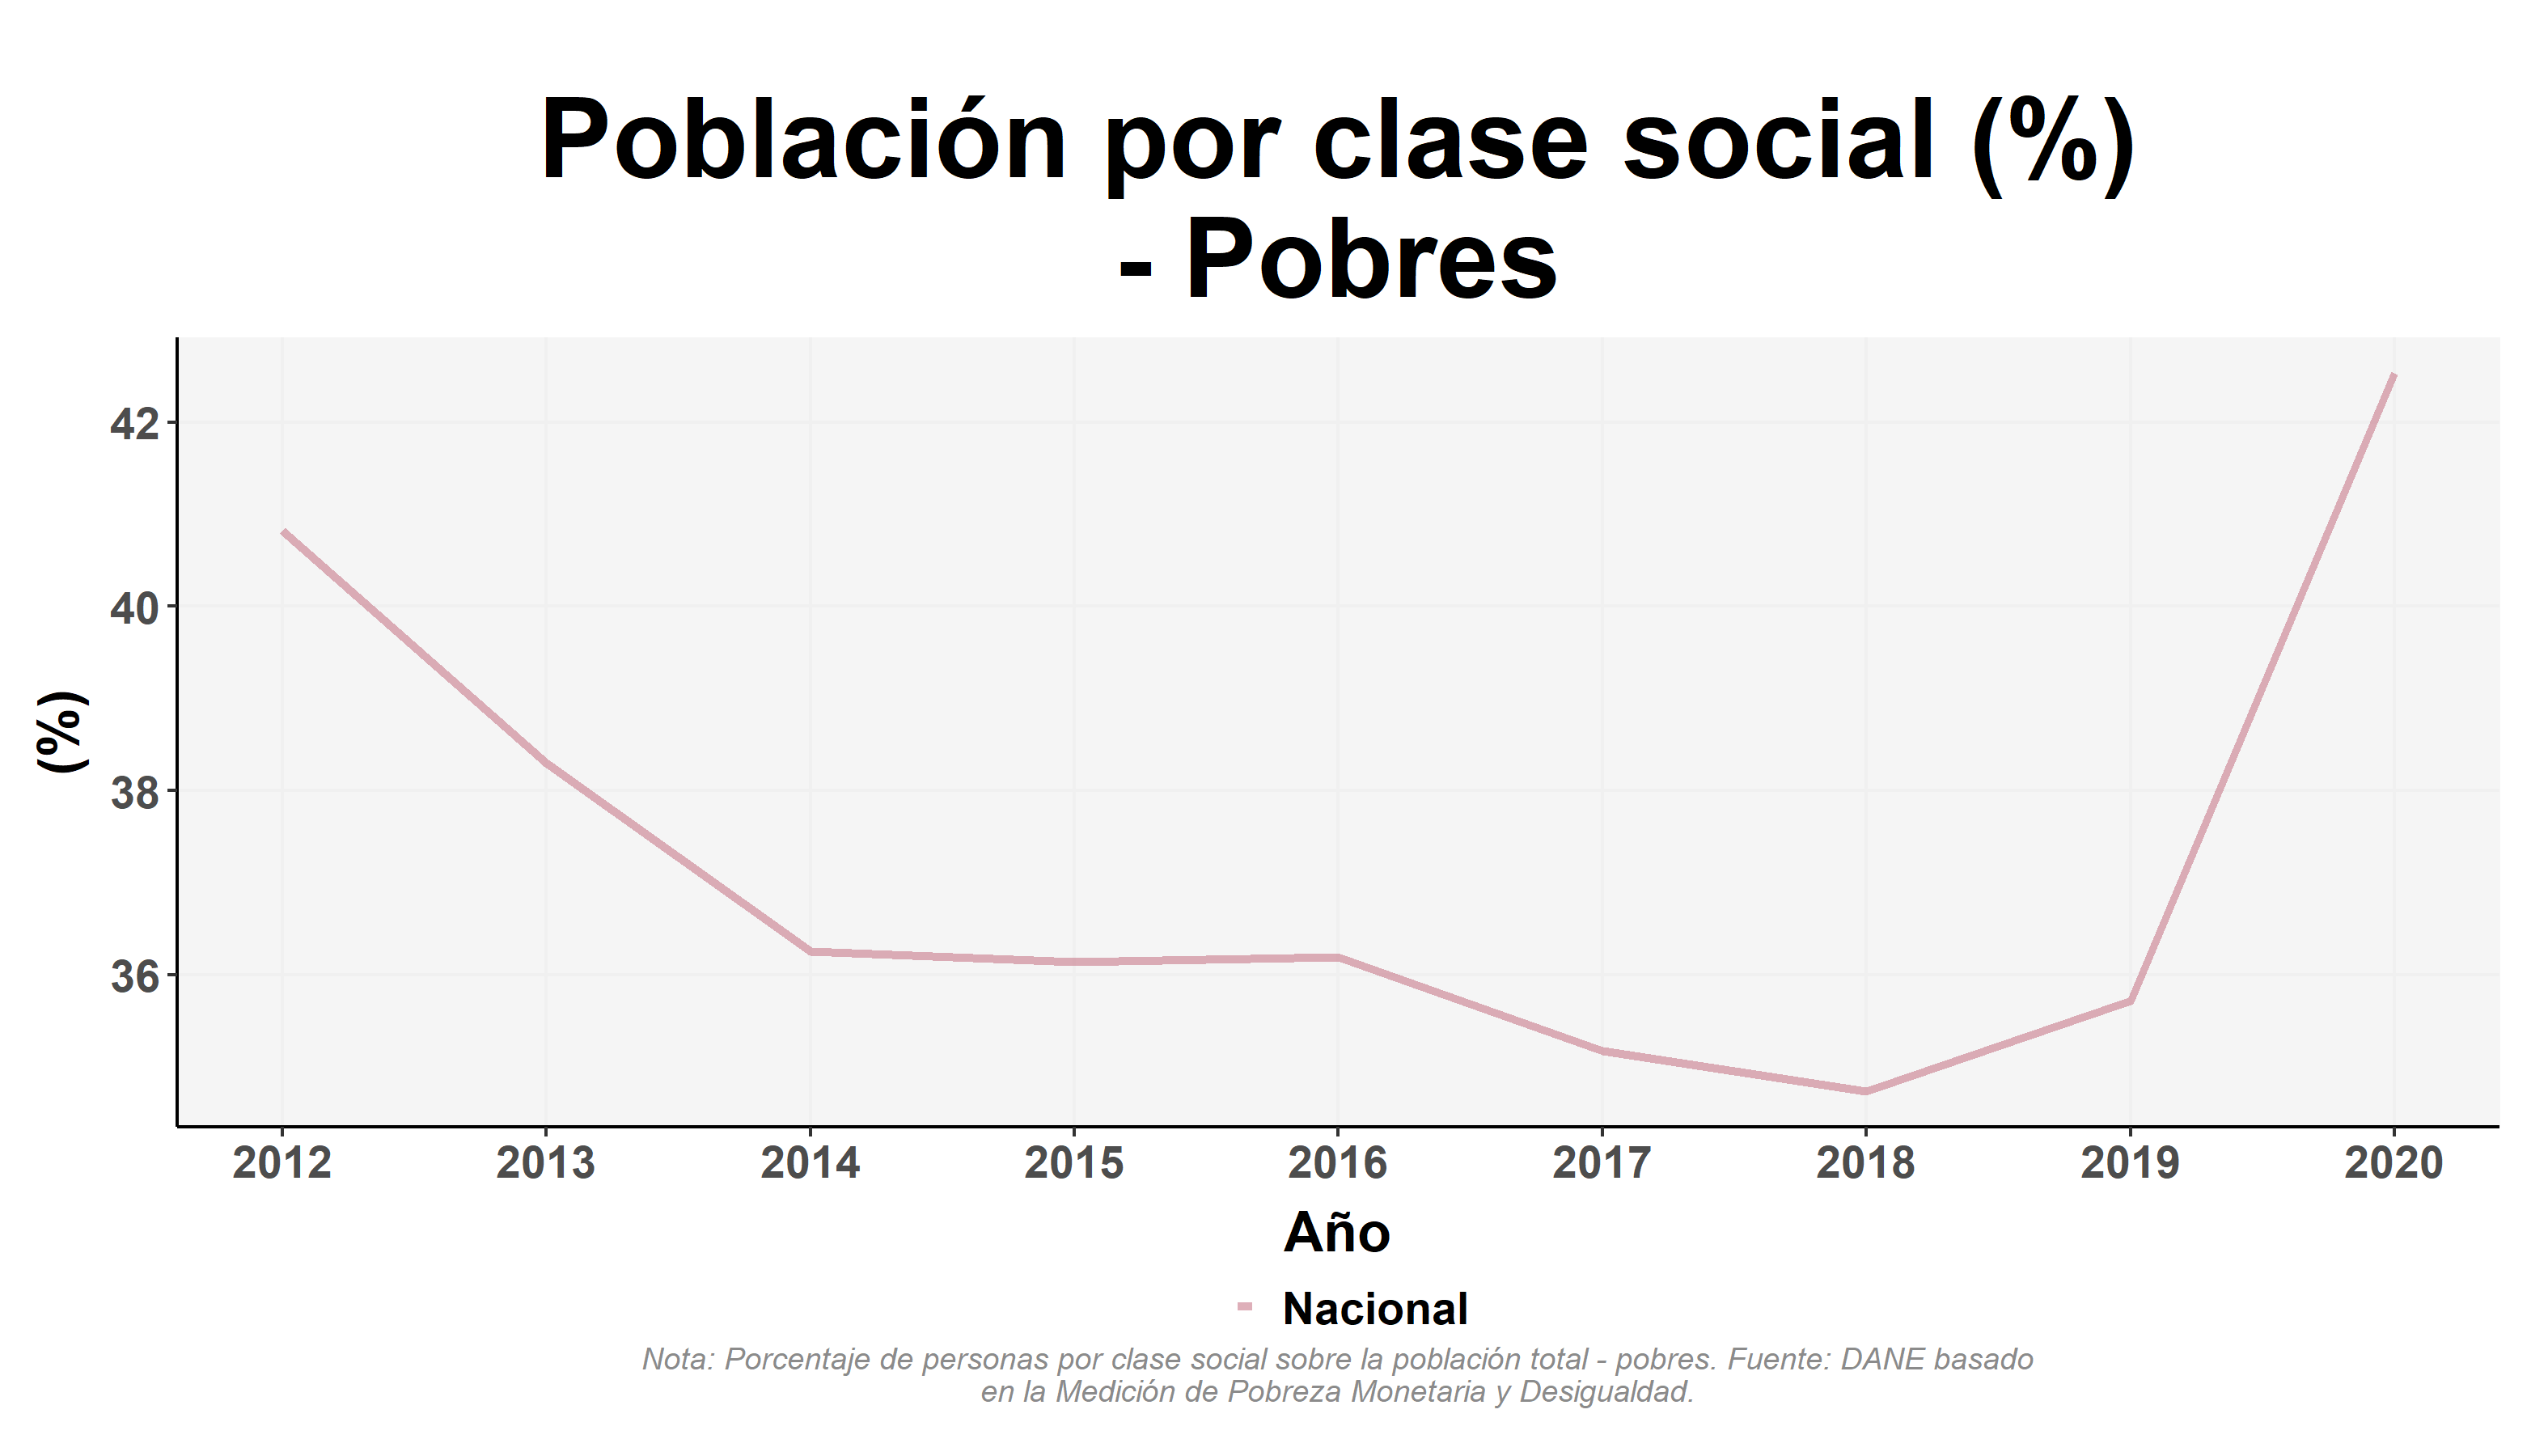 Población por clase social (%)
- Pobres
42
40
38
36
(%)
2012 2013 2014 2015 2016 2017 2018 2019 2020
Año
Nacional
Nota: Porcentaje de personas por clase social sobre la población total - pobres. Fuente: DANE basado
en la Medición de Pobreza Monetaria y Desigualdad.